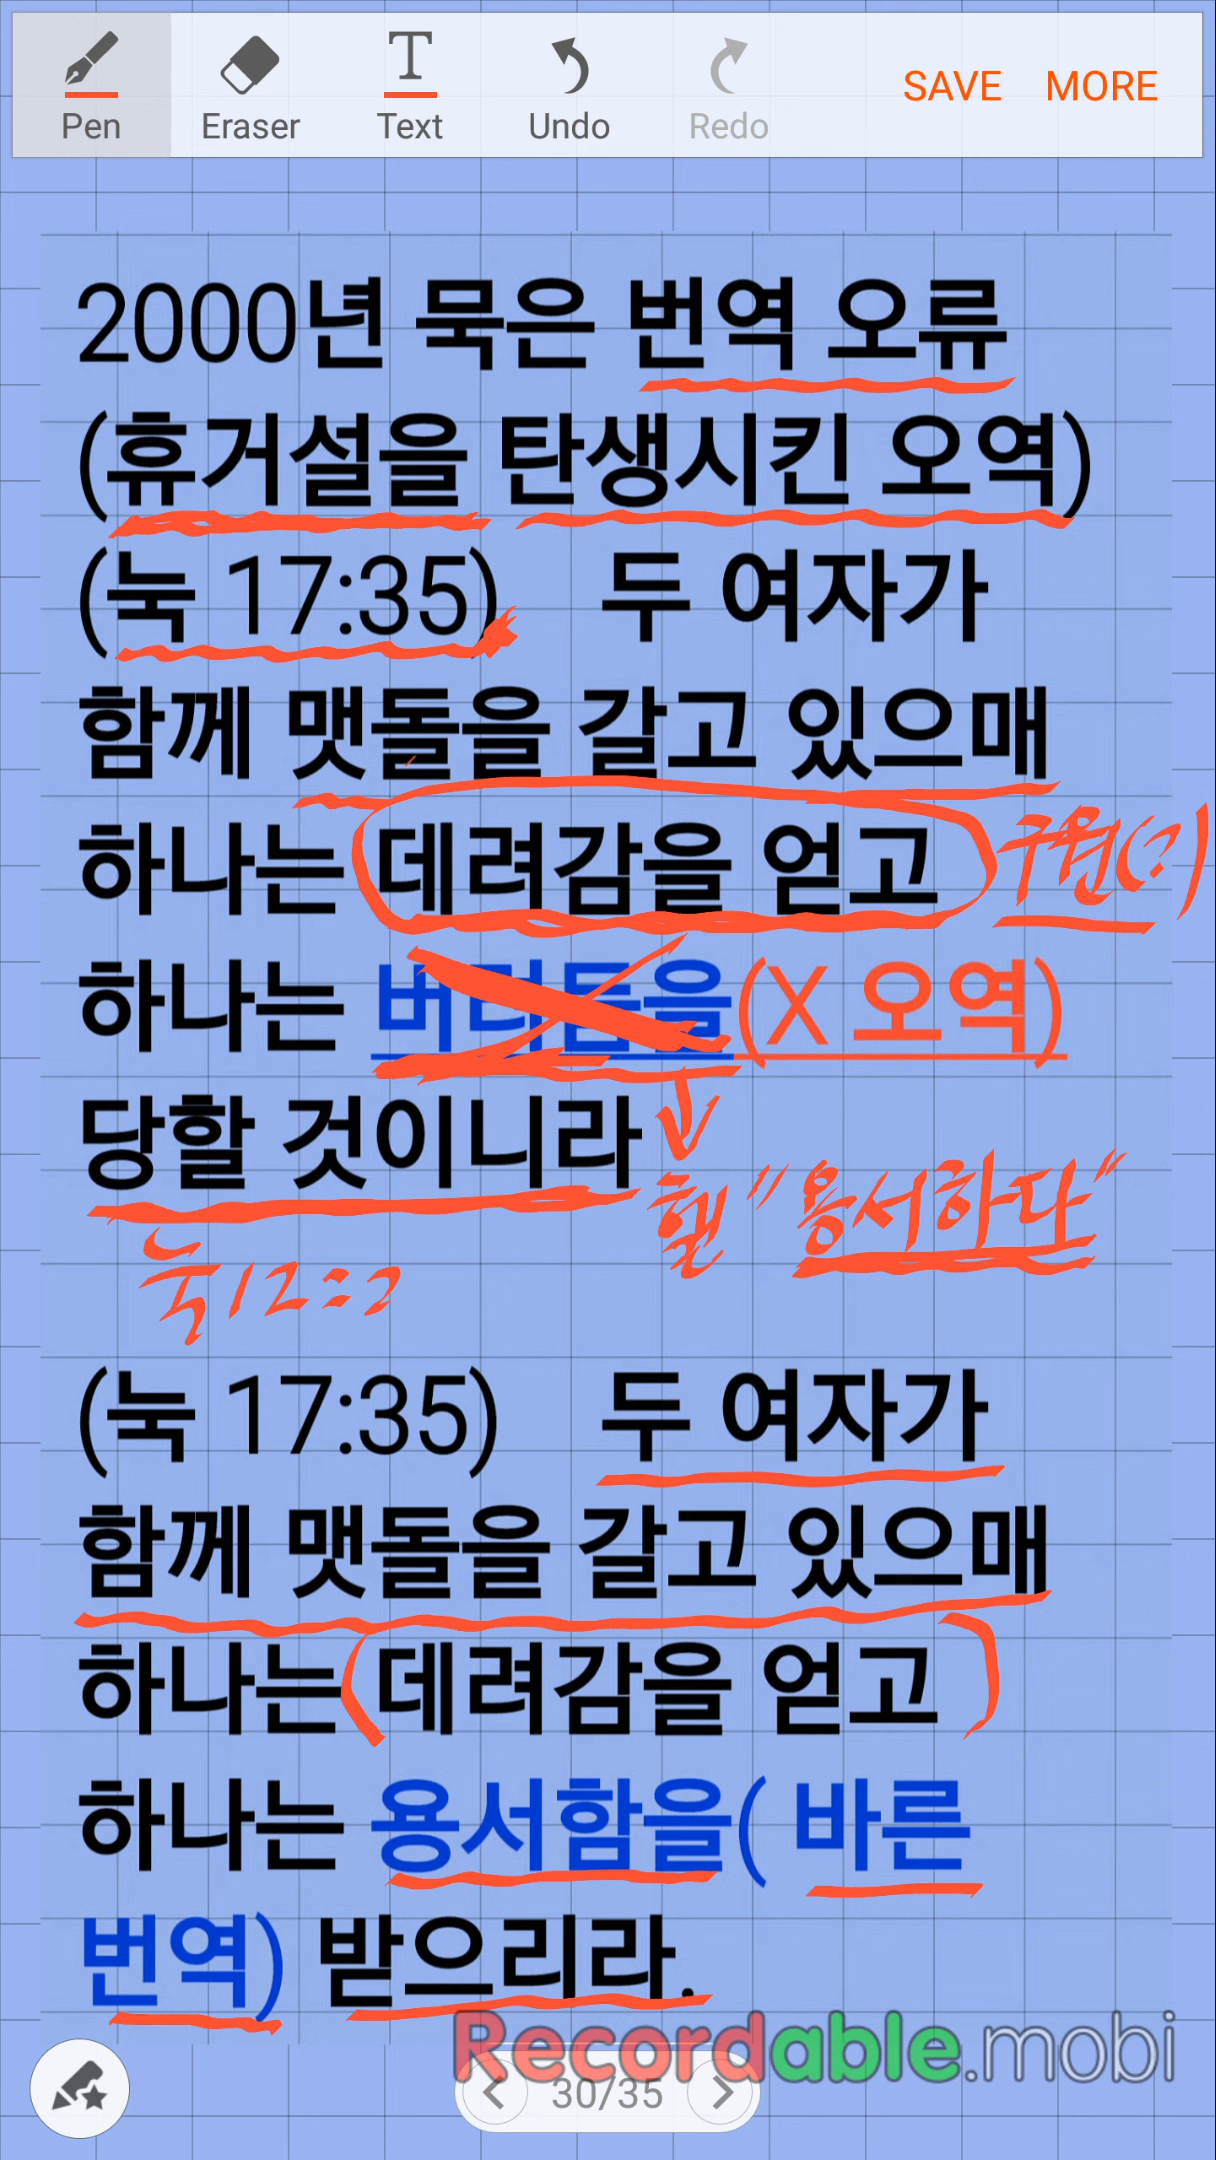 Pen Eraser Text Undo Redo SAVE MORE
2000년 묵은 번역 오류
(휴거설을 탄생시킨 오역)
(눅 17:35) 두 여자가
함께 맷돌을 갈고 있으매
하나는 데려감을 얻고 구원(?)
하나는 버려둠을(X 오역)
당할 것이니라
헬 "용서하다"
눅 12=2
(눅 17:35) 두 여자가
함께 맷돌을 갈고 있으매
하나는 데려감을 얻고
하나는 용서함을( 바른
번역) 받으리라.
Recordable.mobi
30/35